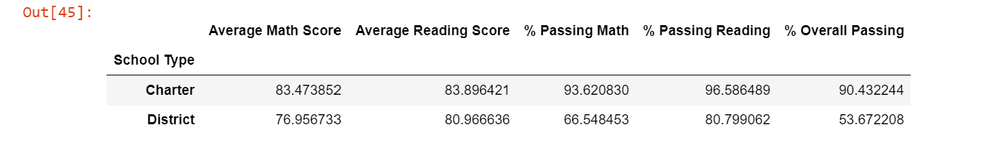 Out[45]:
Average Math Score Average Reading Score % Passing Math % Passing Reading % Overall Passing
School Type
Charter 83.473852 83.896421 93.620830 96.586489 90.432244
District 76.956733 80.966636 66.548453 80.799062 53.672208